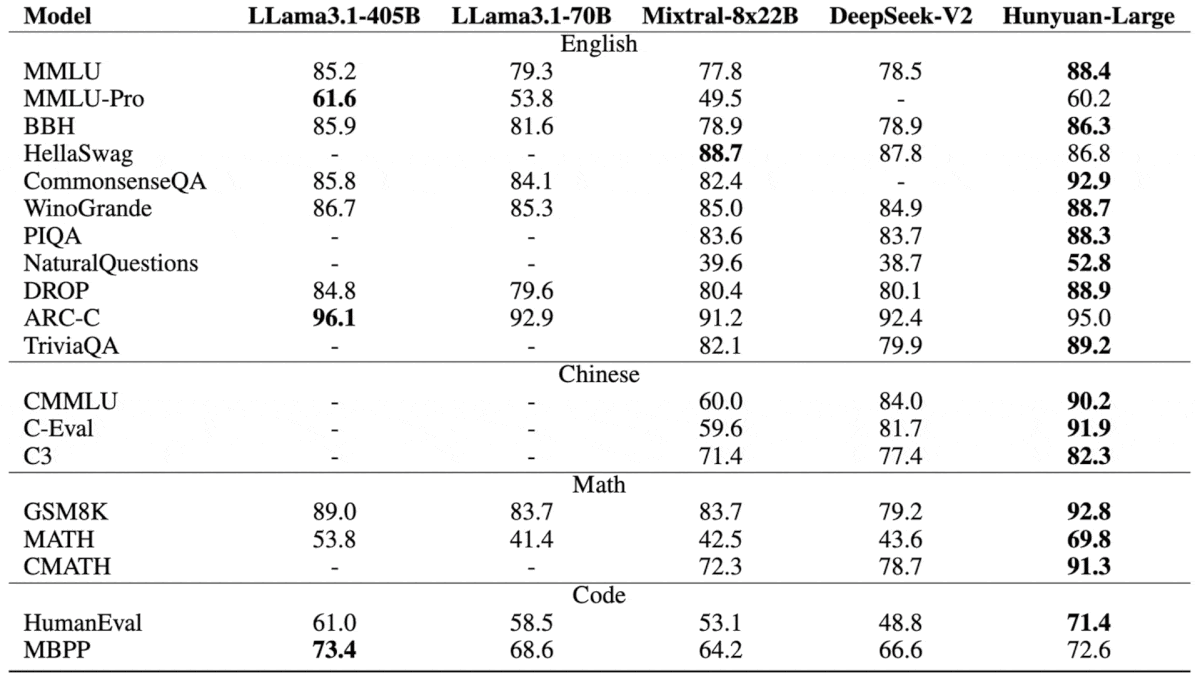 Model LLama3.1-405B LLama3.1-70B Mixtral-8x22B DeepSeek-V2 Hunyuan-Large
English
MMLU 85.2 79.3 77.8 78.5 88.4
MMLU-Pro 61.6 53.8 49.5 - 60.2
BBH 85.9 81.6 78.9 78.9 86.3
HellaSwag - - 88.7 87.8 86.8
CommonsenseQA 85.8 84.1 82.4 - 92.9
WinoGrande 86.7 85.3 85.0 84.9 88.7
PIQA - - 83.6 83.7 88.3
NaturalQuestions - - 39.6 38.7 52.8
DROP 84.8 79.6 80.4 80.1 88.9
ARC-C 96.1 92.9 91.2 92.4 95.0
TriviaQA - - 82.1 79.9 89.2
Chinese
CMMLU - - 60.0 84.0 90.2
C-Eval - - 59.6 81.7 91.9
C3 - - 71.4 77.4 82.3
Math
GSM8K 89.0 83.7 83.7 79.2 92.8
MATH 53.8 41.4 42.5 43.6 69.8
CMATH - - 72.3 78.7 91.3
Code
HumanEval 61.0 58.5 53.1 48.8 71.4
MBPP 73.4 68.6 64.2 66.6 72.6